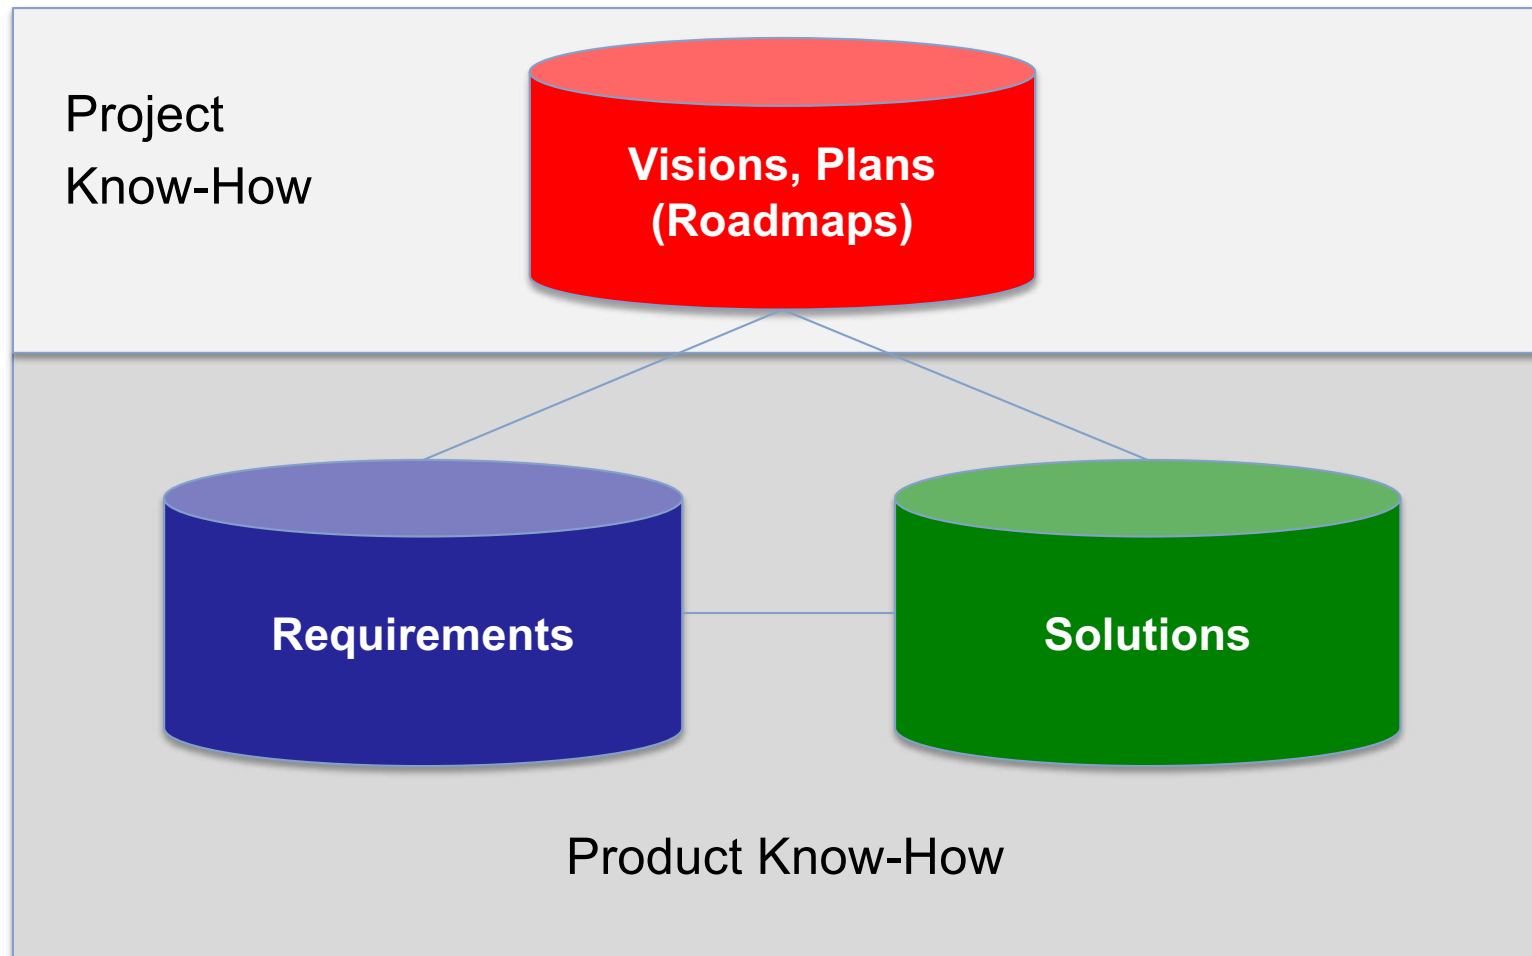 Project
Know-How
Visions, Plans
(Roadmaps)
Requirements
Solutions
Product Know-How